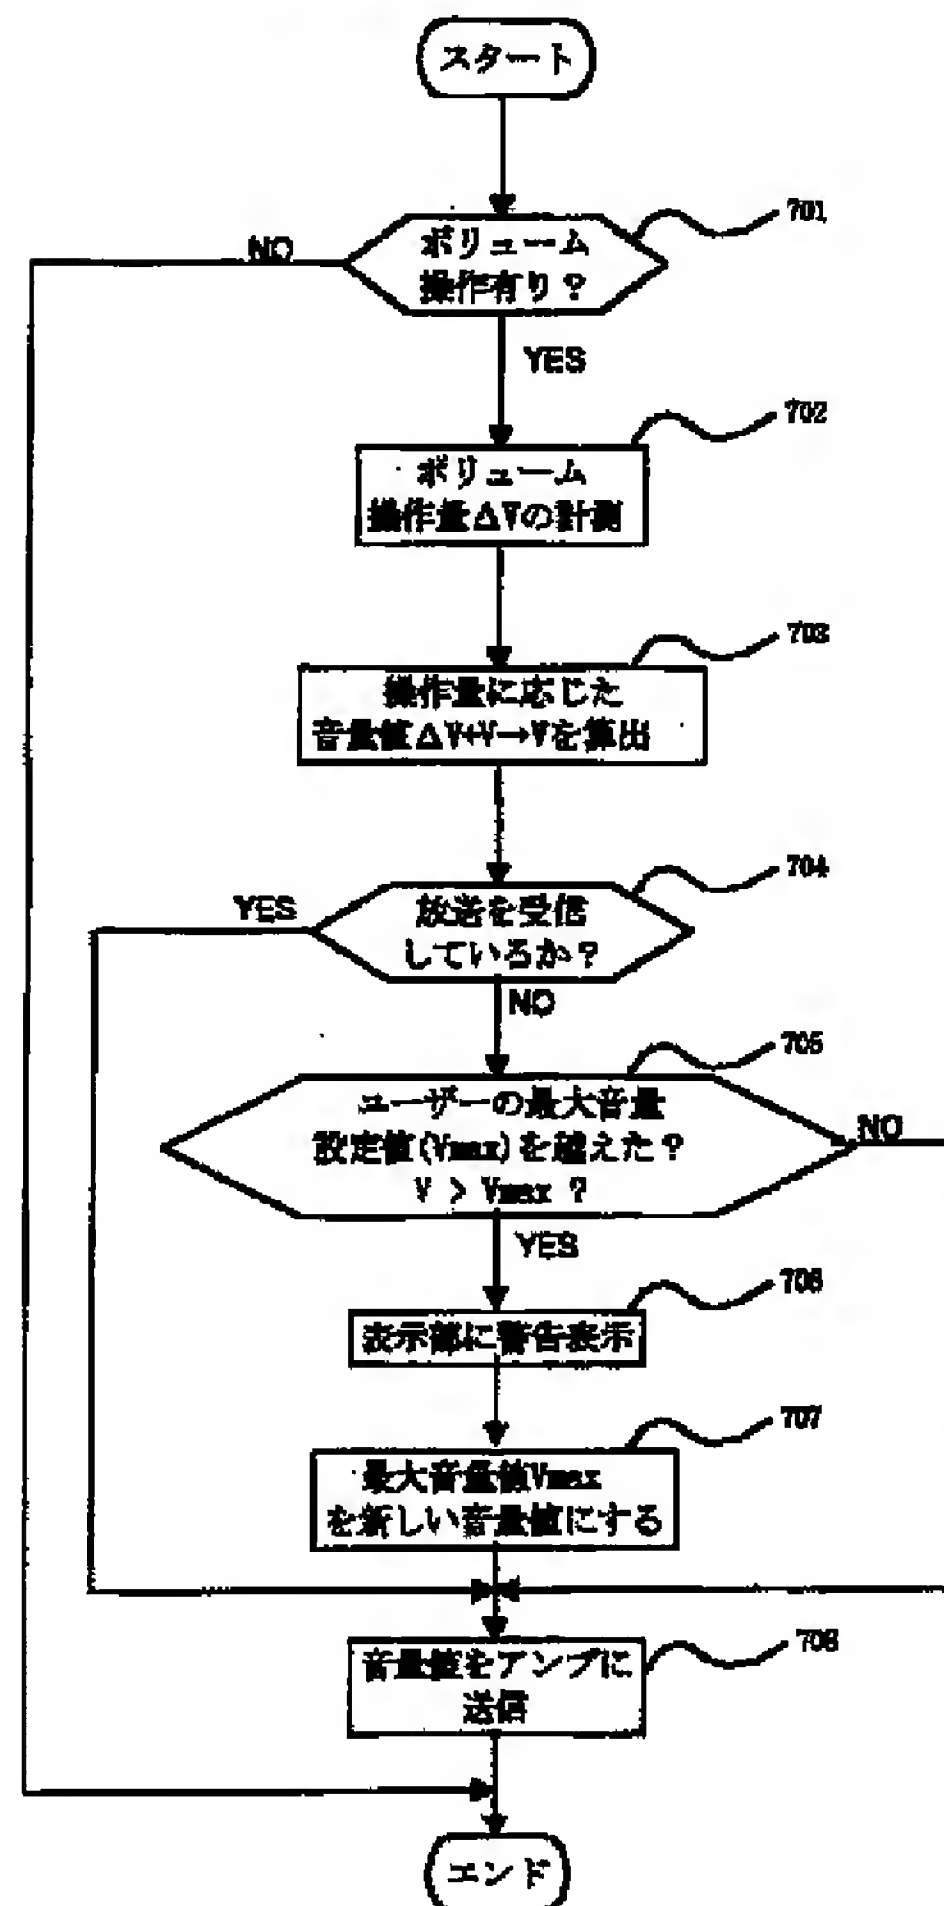 スタート
701
NO
ボリューム
操作有り？
YES
702
ボリューム
操作量ΔVの計測
703
操作量に応じた
音量値ΔV+V→Vを算出
704
YES
放送を受信
しているか？
NO
705
ユーザーの最大音量
設定値(Vmax)を越えた？
V > Vmax ?
NO
YES
706
表示部に警告表示
707
最大音量値Vmax
を新しい音量値にする
708
音量値をアンプに
送信
エンド